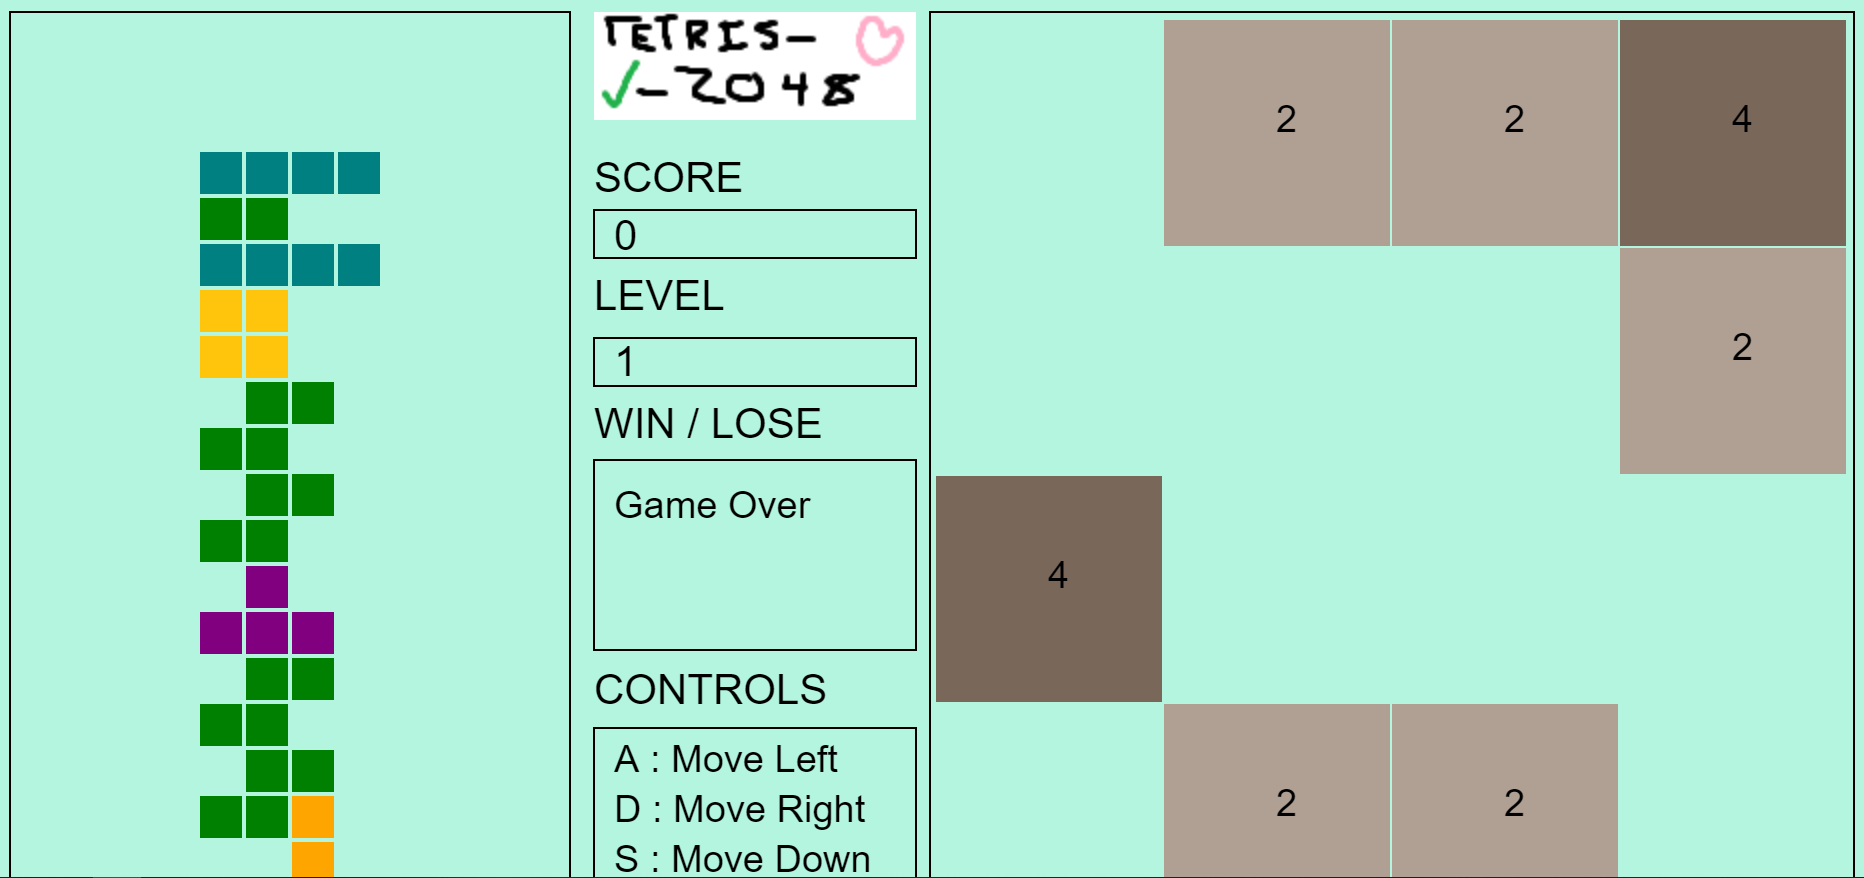 TETRIS-
-2048
SCORE
0
LEVEL
1
WIN / LOSE
Game Over
CONTROLS
A : Move Left
D : Move Right
S : Move Down
2 2 4
2
4
2 2